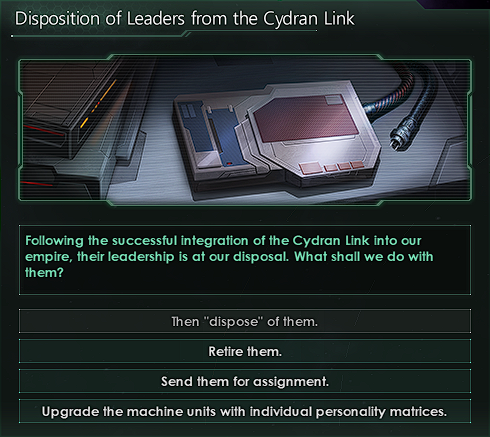 Disposition of Leaders from the Cydran Link
Following the successful integration of the Cydran Link into our
empire, their leadership is at our disposal. What shall we do with
them?
Then "dispose" of them.
Retire them.
Send them for assignment.
Upgrade the machine units with individual personality matrices.